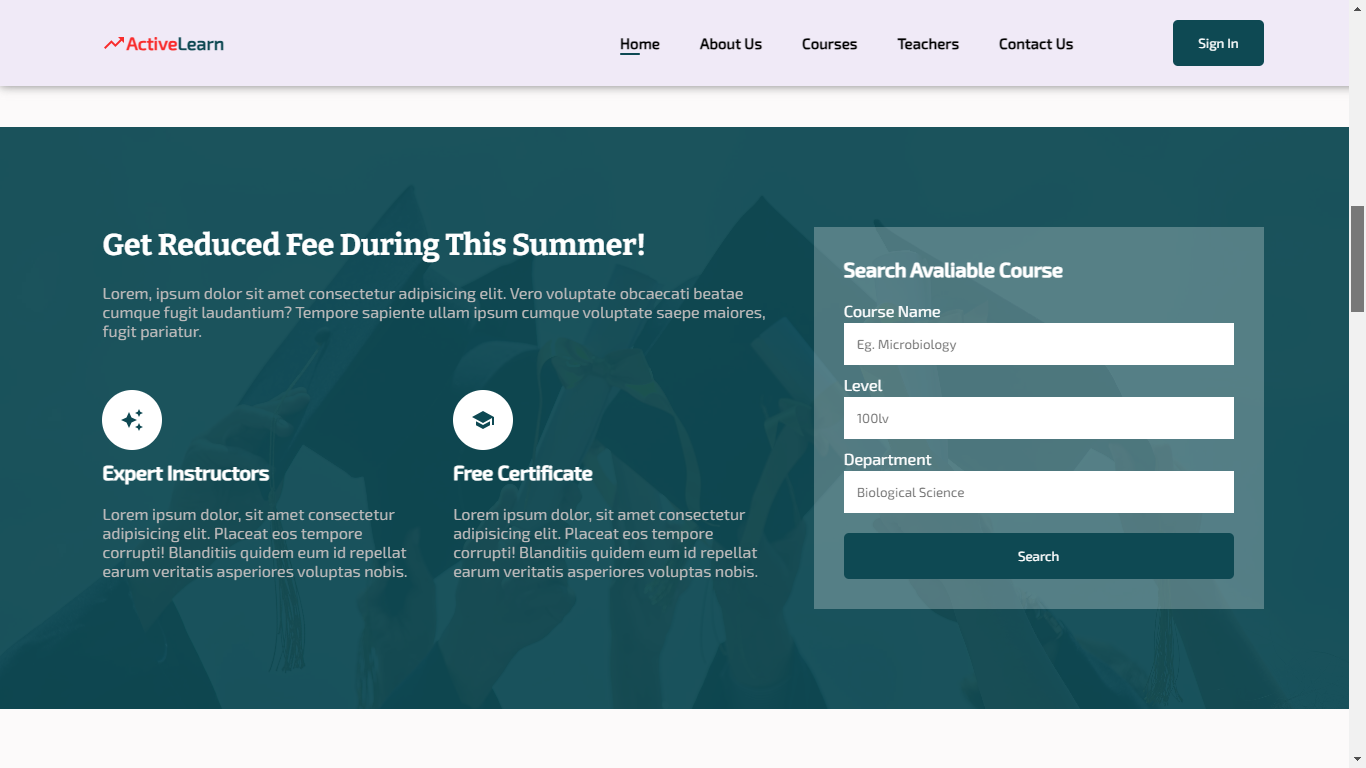 ActiveLearn
Home
About Us
Courses
Teachers
Contact Us
Sign In
Get Reduced Fee During This Summer!
Lorem, ipsum dolor sit amet consectetur adipisicing elit. Vero voluptate obcaecati beatae
cumque fugit laudantium? Tempore sapiente ullam ipsum cumque voluptate saepe maiores,
fugit pariatur.
Expert Instructors
Lorem ipsum dolor, sit amet consectetur
adipisicing elit. Placeat eos tempore
corrupti! Blanditiis quidem eum id repellat
earum veritatis asperiores voluptas nobis.
Free Certificate
Lorem ipsum dolor, sit amet consectetur
adipisicing elit. Placeat eos tempore
corrupti! Blanditiis quidem eum id repellat
earum veritatis asperiores voluptas nobis.
Search Avaliable Course
Course Name
Eg. Microbiology
Level
100lv
Department
Biological Science
Search